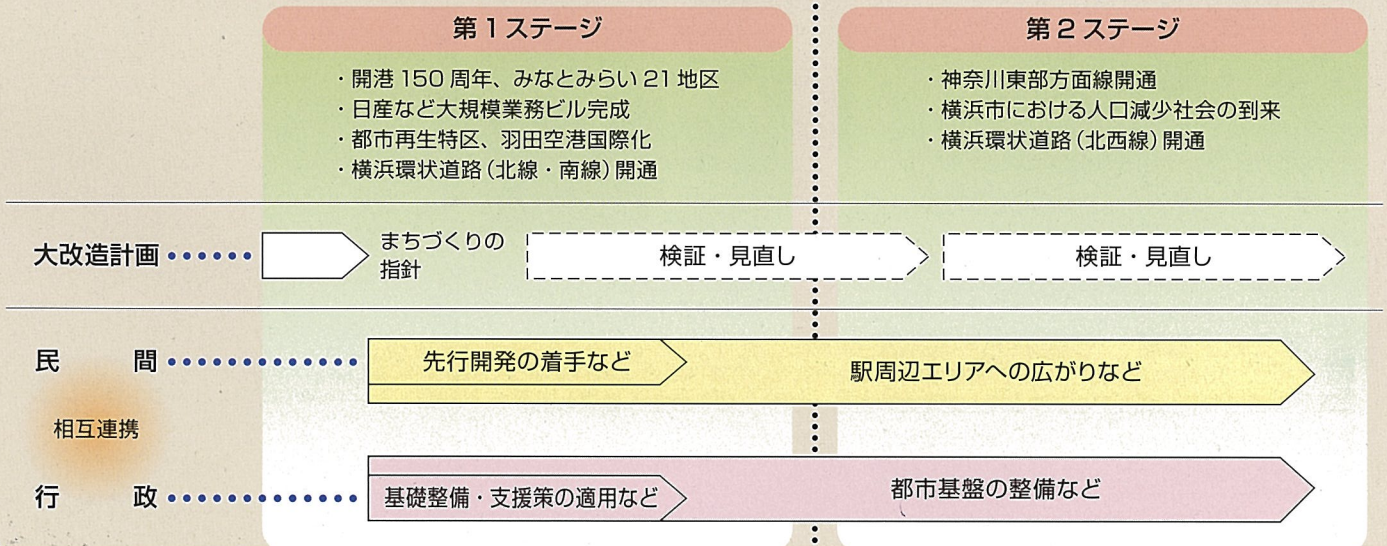 第1ステージ
・開港 150 周年、みなとみらい 21 地区
・日産など大規模業務ビル完成
・都市再生特区、羽田空港国際化
・横浜環状道路(北線・南線)開通
第2ステージ
・神奈川東部方面線開通
・横浜市における人口減少社会の到来
・横浜環状道路(北西線)開通
大改造計画
まちづくりの
指針
検証・見直し
検証・見直し
民 間
先行開発の着手など
駅周辺エリアへの広がりなど
相互連携
行 政
基礎整備・支援策の適用など
都市基盤の整備など